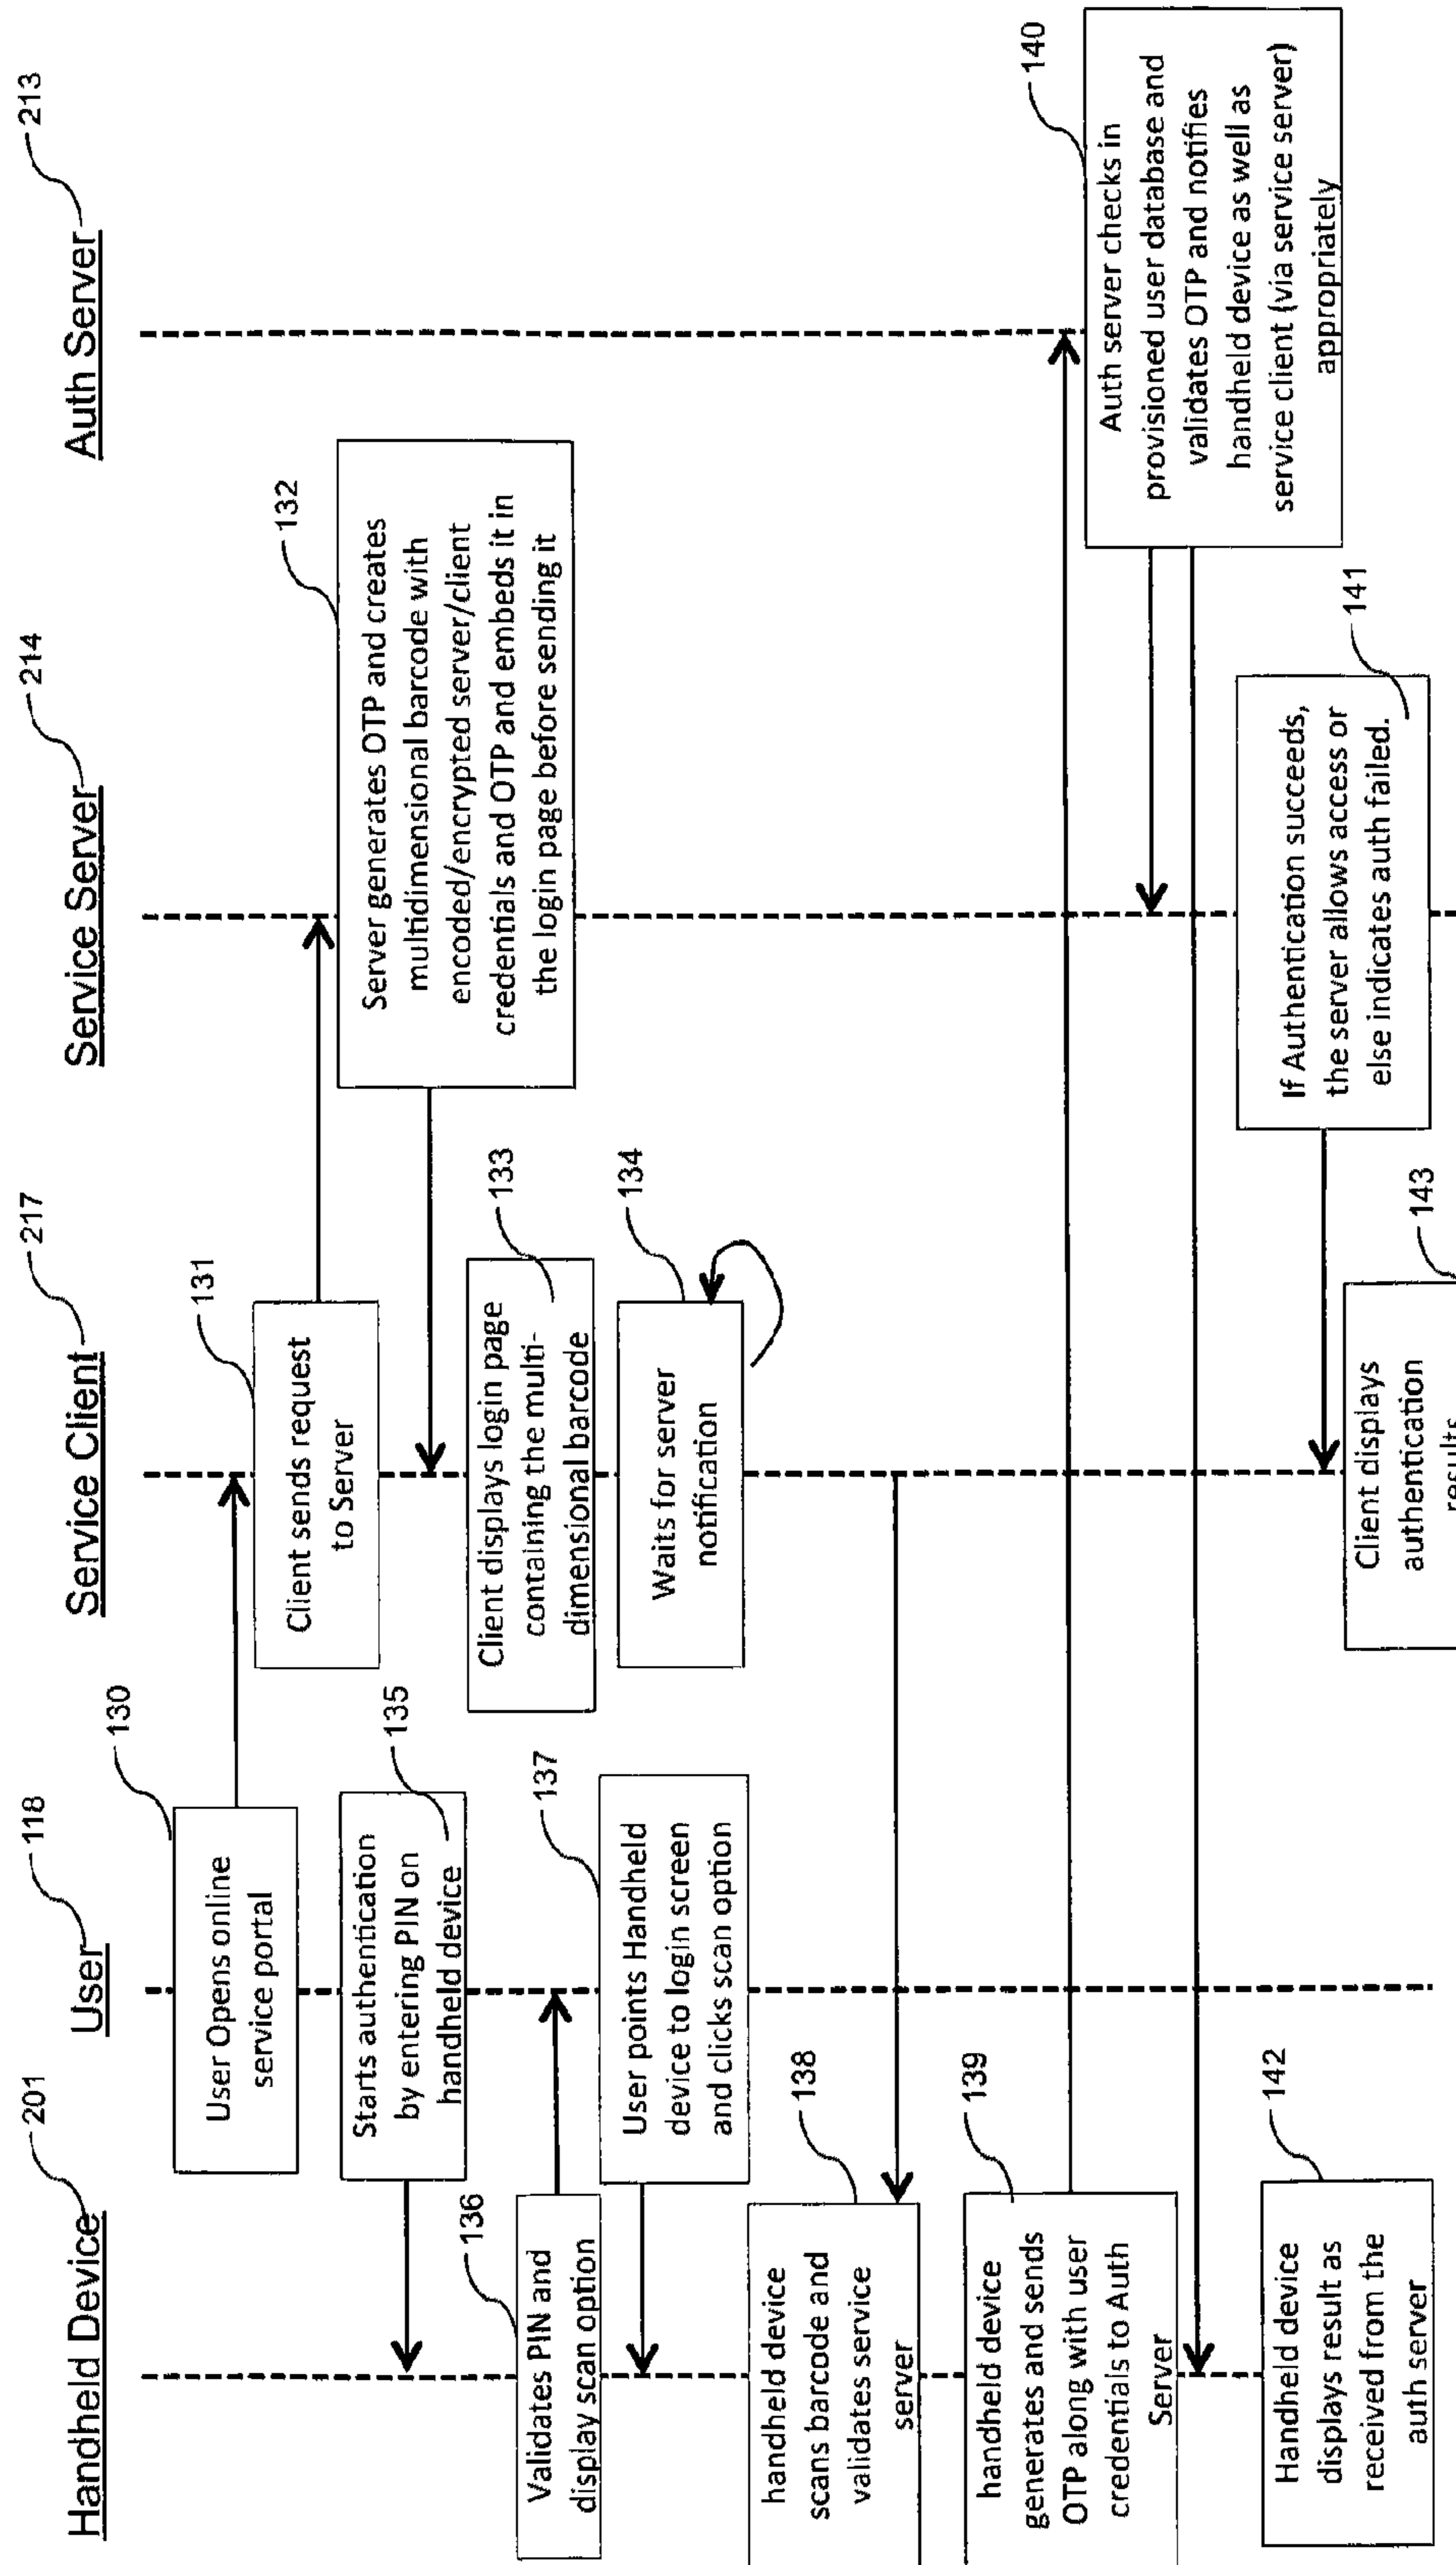 Handheld Device
201
User
118
Service Client
217
Service Server
214
Auth Server
213
130
User Opens online
service portal
131
Client sends request
to Server
132
Server generates OTP and creates
multidimensional barcode with
encoded/encrypted server/client
credentials and OTP and embeds it in
the login page before sending it
135
Starts authentication
by entering PIN on
handheld device
133
Client displays login page
containing the multi-
dimensional barcode
136
Validates PIN and
display scan option
137
User points Handheld
device to login screen
and clicks scan option
134
Waits for server
notification
138
handheld device
scans barcode and
validates service
server
139
handheld device
generates and sends
OTP along with user
credentials to Auth
Server
140
Auth server checks in
provisioned user database and
validates OTP and notifies
handheld device as well as
service client (via service server)
appropriately
141
If Authentication succeeds,
the server allows access or
else indicates auth failed.
142
Handheld device
displays result as
received from the
auth server
143
Client displays
authentication
results